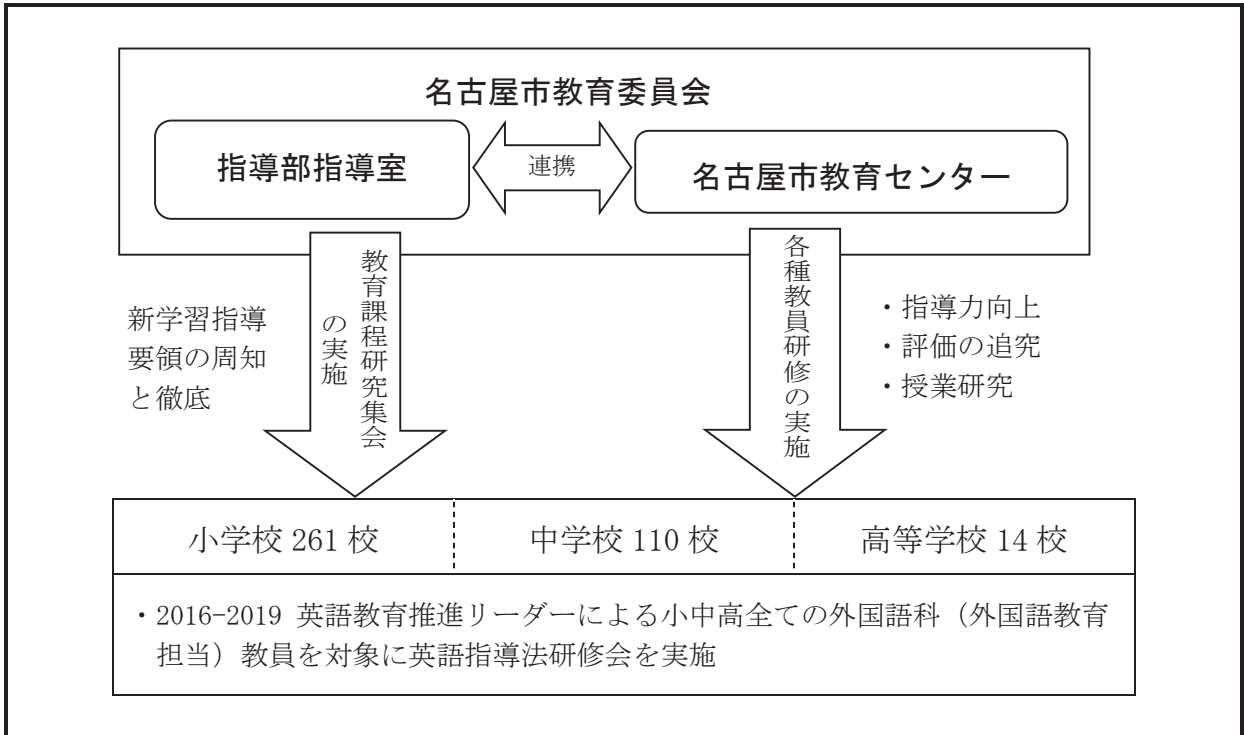 名古屋市教育委員会
指導部指導室
連携
名古屋市教育センター
新学習指導
要領の周知
と徹底
教育課程研究集会
の実施
各種教員研修の実施
・指導力向上
・評価の追究
・授業研究
小学校 261 校
中学校 110 校
高等学校 14 校
・2016-2019 英語教育推進リーダーによる小中高全ての外国語科（外国語教育
担当）教員を対象に英語指導法研修会を実施